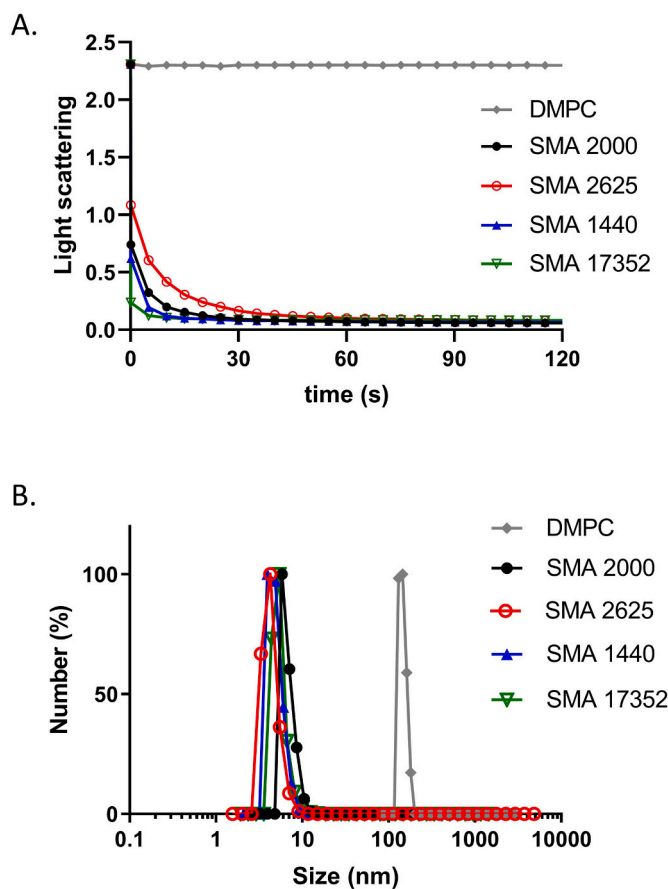 A.
2.5
2.0
1.5
1.0
0.5
0.0
Light scattering
0 30 60 90 120
time (s)
DMPC
SMA 2000
SMA 2625
SMA 1440
SMA 17352
B.
100
50
0
Number (%)
0.1 1 10 100 1000 10000
Size (nm)
DMPC
SMA 2000
SMA 2625
SMA 1440
SMA 17352